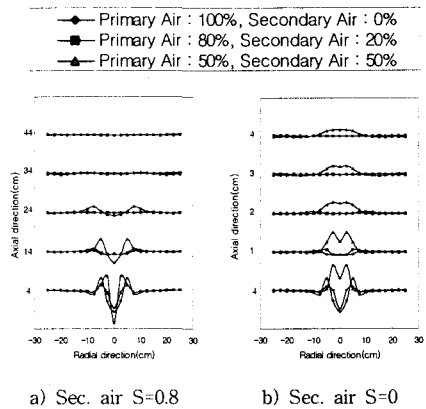 Primary Air : 100%, Secondary Air : 0%
Primary Air : 80%, Secondary Air : 20%
Primary Air : 50%, Secondary Air : 50%
Axial direction(cm)
44
34
24
14
4
-30 -20 -10 0 10 20 30
Radial direction(cm)
a) Sec. air S=0.8
Axial direction(cm)
4
3
2
1
4
-30 -20 -10 0 10 20 30
Radial direction(cm)
b) Sec. air S=0